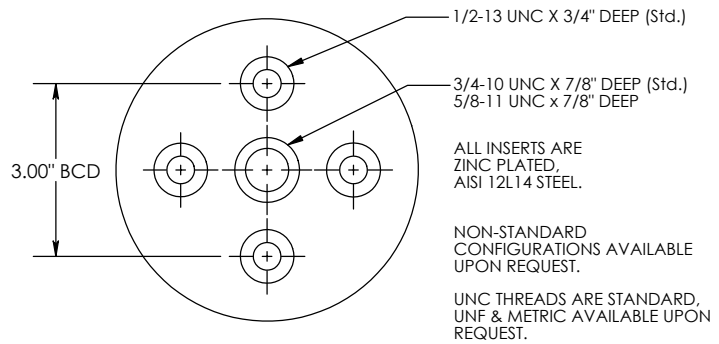 1/2-13 UNC X 3/4" DEEP (Std.)
3/4-10 UNC X 7/8" DEEP (Std.)
5/8-11 UNC x 7/8" DEEP
3.00" BCD
ALL INSERTS ARE
ZINC PLATED,
AISI 12L14 STEEL.
NON-STANDARD
CONFIGURATIONS AVAILABLE
UPON REQUEST.
UNC THREADS ARE STANDARD,
UNF & METRIC AVAILABLE UPON
REQUEST.